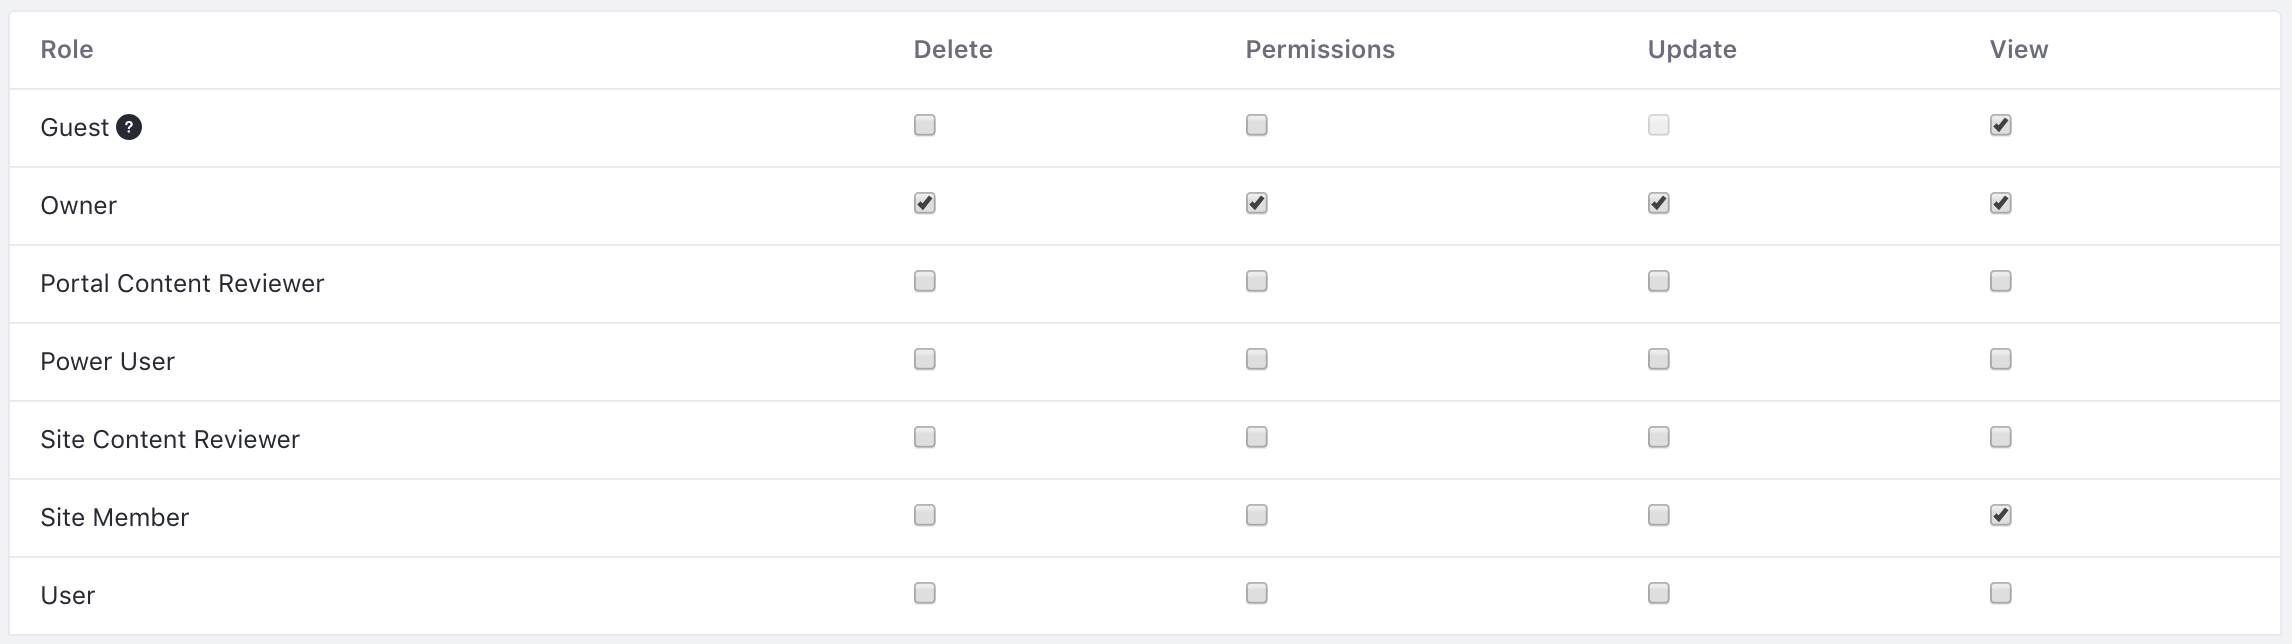 Role Delete Permissions Update View
Guest ?
Owner
Portal Content Reviewer
Power User
Site Content Reviewer
Site Member
User